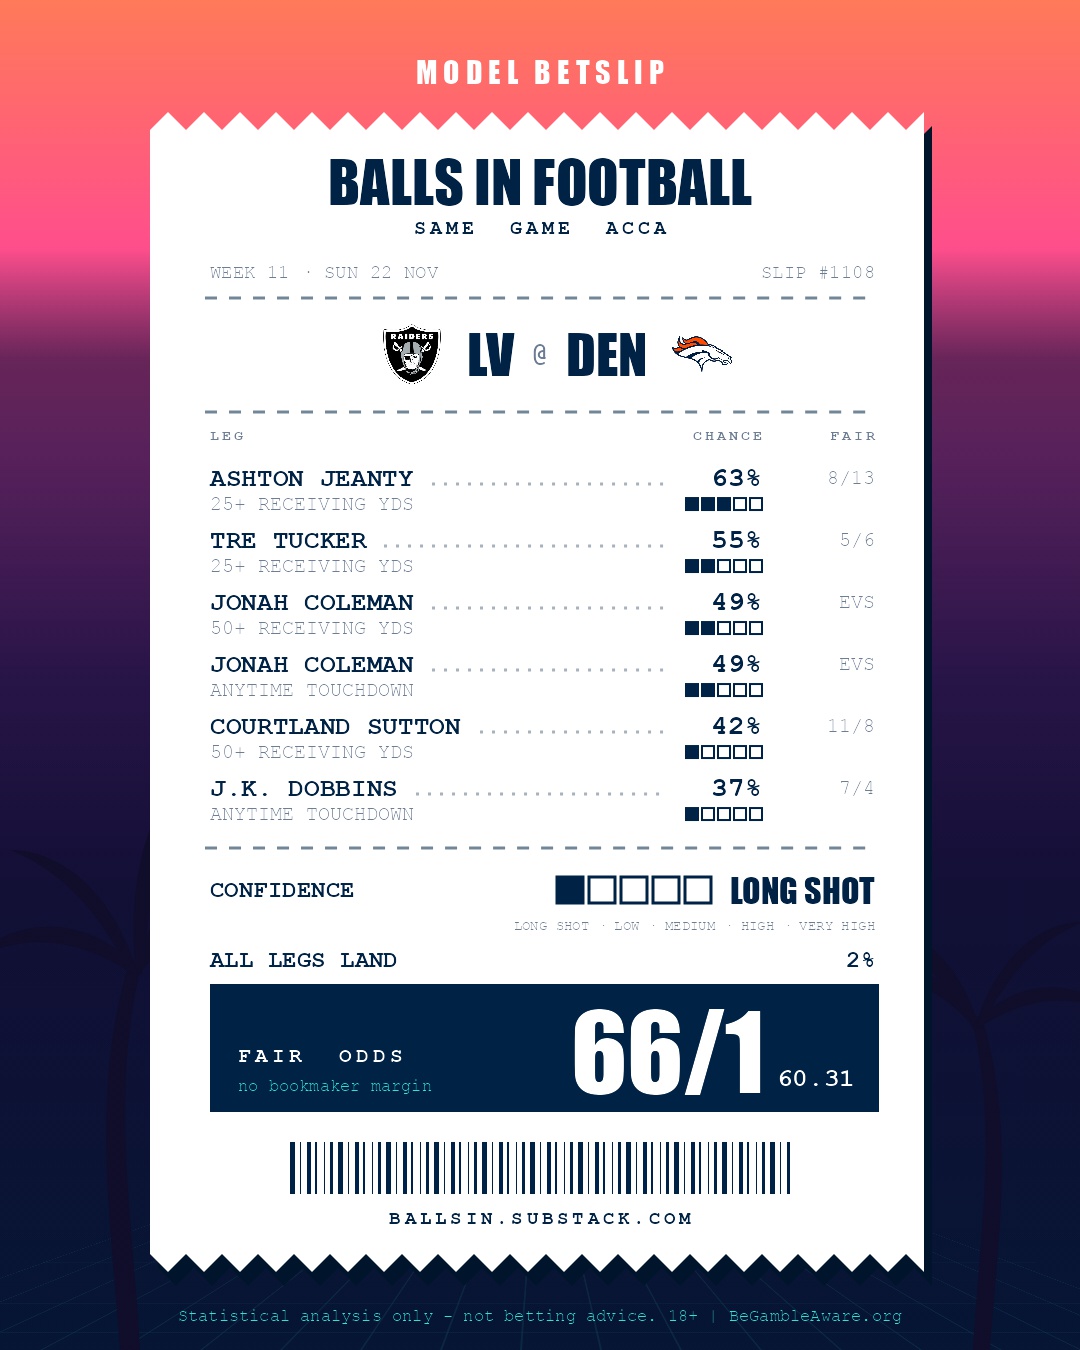 MODEL BETSLIP
BALLS IN FOOTBALL
SAME GAME ACCA
WEEK 11 · SUN 22 NOV SLIP #1108
RAIDERS LV @ DEN
LEG CHANCE FAIR
ASHTON JEANTY .................... 63% 8/13
25+ RECEIVING YDS
TRE TUCKER ........................ 55% 5/6
25+ RECEIVING YDS
JONAH COLEMAN .................... 49% EVS
50+ RECEIVING YDS
JONAH COLEMAN .................... 49% EVS
ANYTIME TOUCHDOWN
COURTLAND SUTTON ................ 42% 11/8
50+ RECEIVING YDS
J.K. DOBBINS ..................... 37% 7/4
ANYTIME TOUCHDOWN
CONFIDENCE LONG SHOT
LONG SHOT · LOW · MEDIUM · HIGH · VERY HIGH
ALL LEGS LAND 2%
FAIR ODDS 66/1 60.31
no bookmaker margin
BALLSIN.SUBSTACK.COM
Statistical analysis only - not betting advice. 18+ | BeGambleAware.org